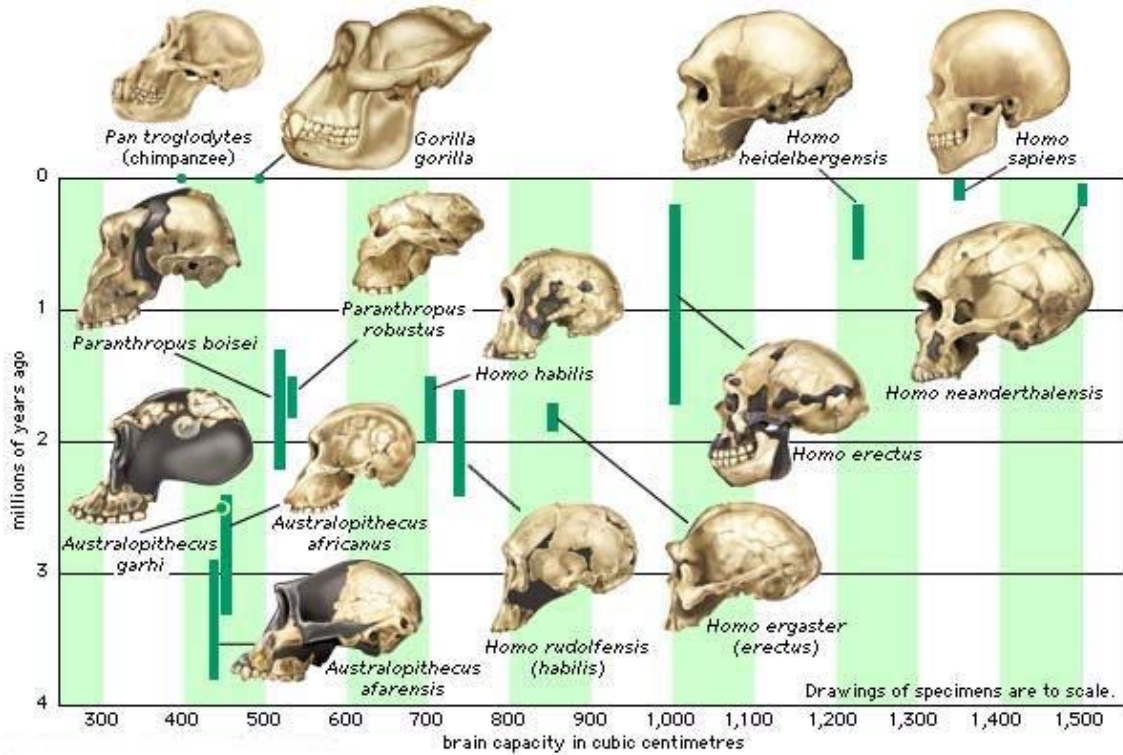 Pan troglodytes
(chimpanzee)
Gorilla
gorilla
Homo
heidelbergensis
Homo
sapiens
0
Paranthropus
robustus
1
Paranthropus boisei
Homo habilis
Homo neanderthalensis
millions of years ago
2
Homo erectus
Australopithecus
garhi
Australopithecus
africanus
3
Homo rudolfensis
(habilis)
Homo ergaster
(erectus)
Australopithecus
afarensis
Drawings of specimens are to scale.
4
300 400 500 600 700 800 900 1,000 1,100 1,200 1,300 1,400 1,500
brain capacity in cubic centimetres